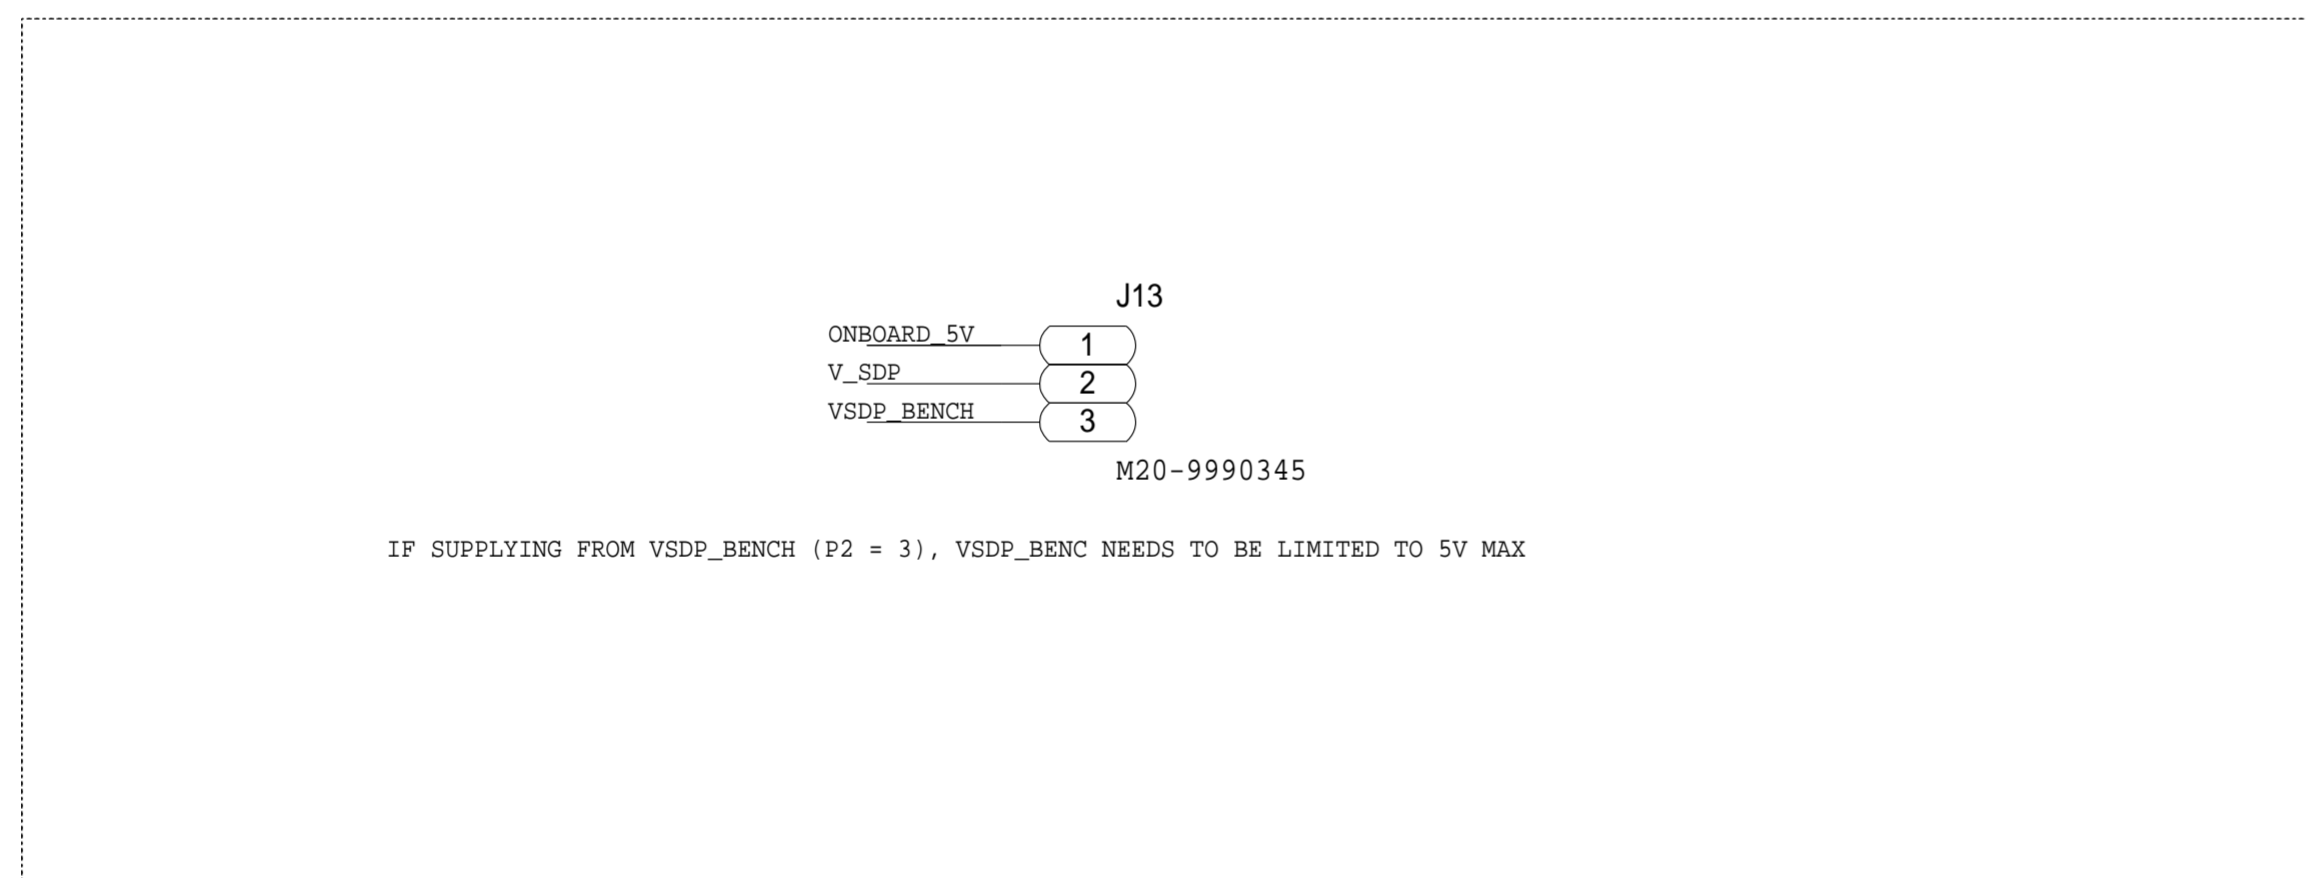 J13
ONBOARD_5V 1
V_SDP 2
VSDP_BENCH 3
M20-9990345
IF SUPPLYING FROM VSDP_BENCH (P2 = 3), VSDP_BENC NEEDS TO BE LIMITED TO 5V MAX